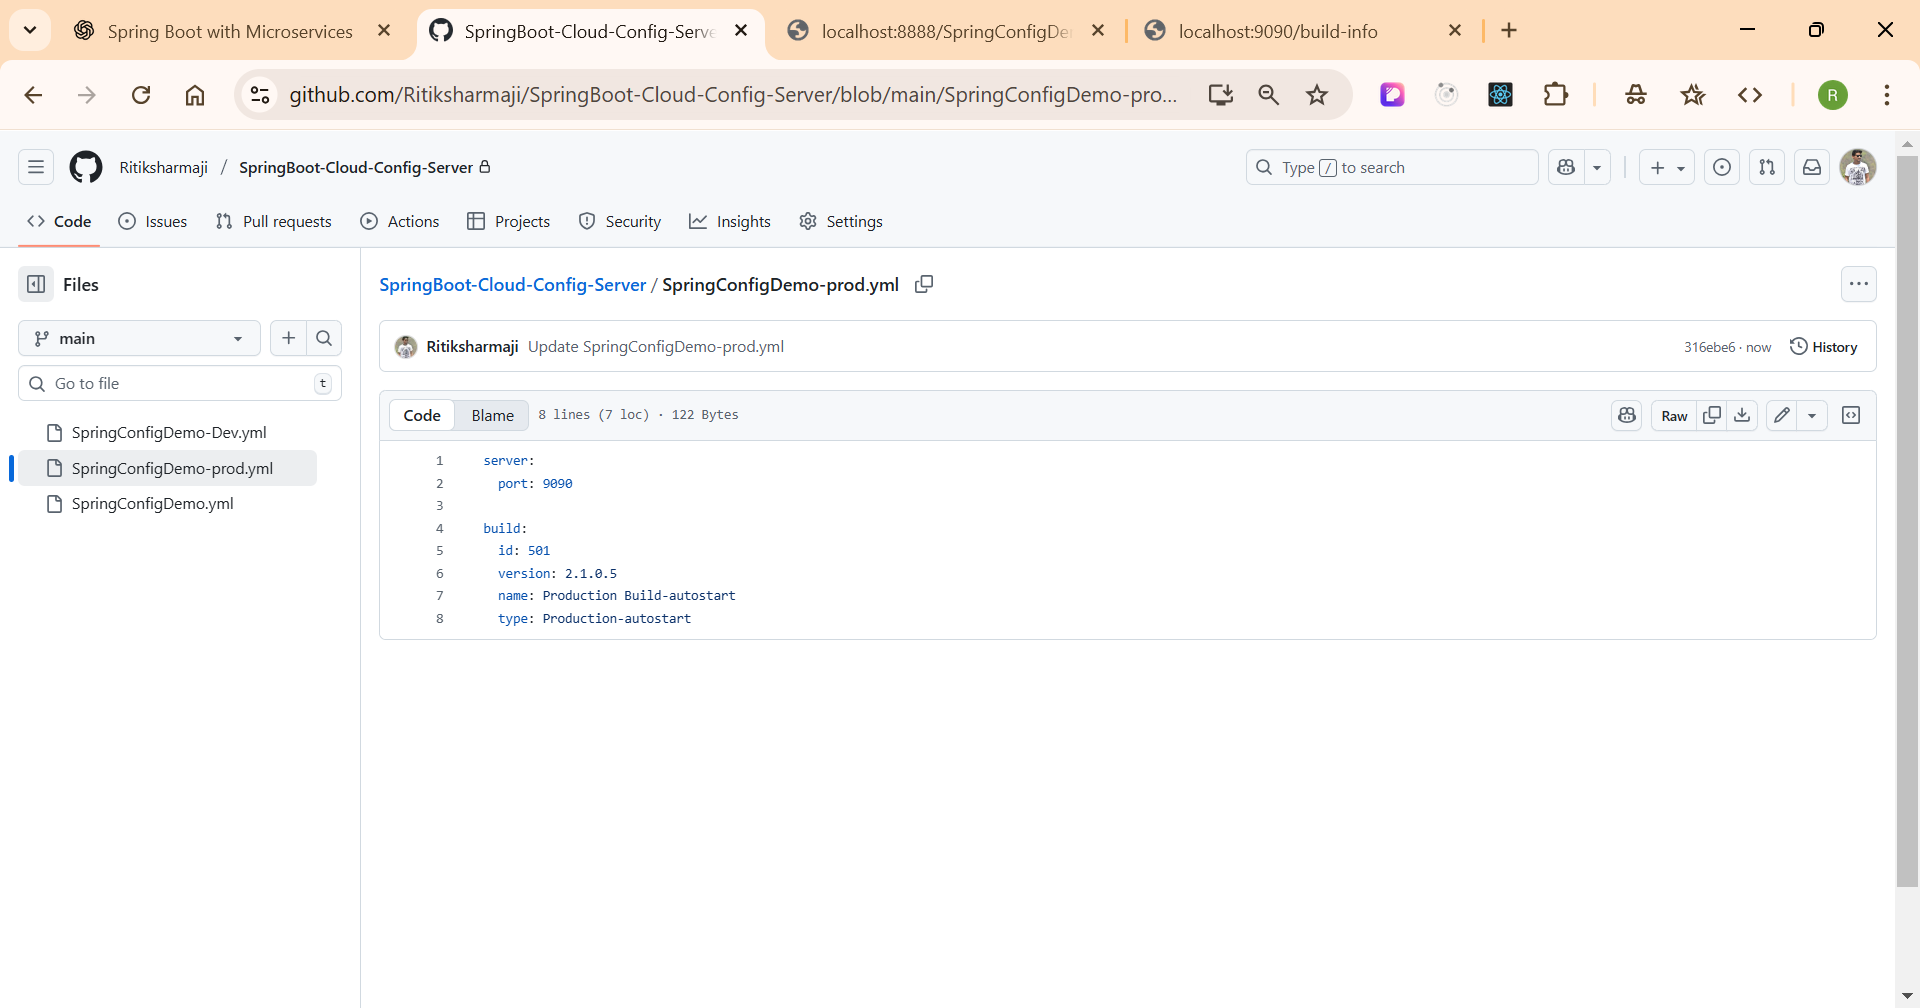 Spring Boot with Microservices
SpringBoot-Cloud-Config-Serve
localhost:8888/SpringConfigDe
localhost:9090/build-info
github.com/Ritiksharmaji/SpringBoot-Cloud-Config-Server/blob/main/SpringConfigDemo-pro...
R
Ritiksharmaji / SpringBoot-Cloud-Config-Server
Type / to search
Code
Issues
Pull requests
Actions
Projects
Security
Insights
Settings
Files
main
Go to file
t
SpringConfigDemo-Dev.yml
SpringConfigDemo-prod.yml
SpringConfigDemo.yml
SpringBoot-Cloud-Config-Server / SpringConfigDemo-prod.yml
Ritiksharmaji Update SpringConfigDemo-prod.yml
316ebe6 · now
History
Code
Blame
8 lines (7 loc) · 122 Bytes
Raw
1 server:
2 port: 9090
3
4 build:
5 id: 501
6 version: 2.1.0.5
7 name: Production Build-autostart
8 type: Production-autostart